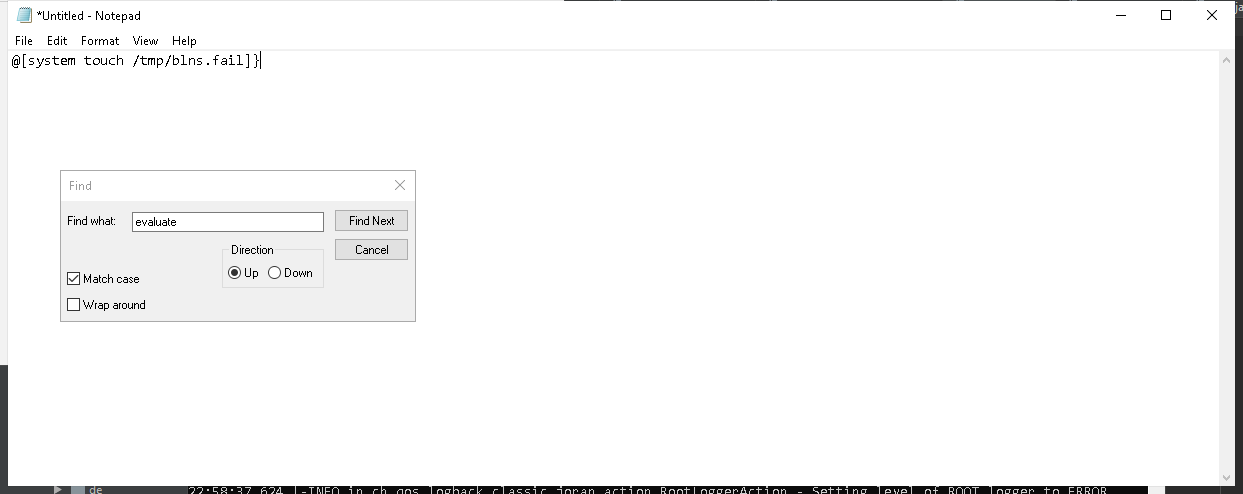 *Untitled - Notepad
File Edit Format View Help
@[system touch /tmp/blns.fail]}
Find
Find what: evaluate Find Next
Direction Cancel
Up Down
Match case
Wrap around
de 22:58:37,624 |-INFO in ch.qos.logback.classic.joran.action.RootLoggerAction - Setting level of ROOT logger to ERROR